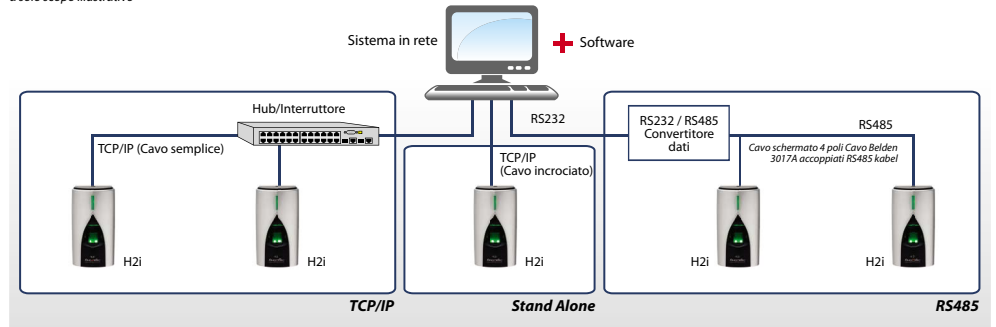 Sistema in rete
Software
Hub/Interruttore
TCP/IP (Cavo semplice)
H2i
H2i
TCP/IP
TCP/IP
(Cavo incrociato)
H2i
Stand Alone
RS232
RS232 / RS485
Convertitore
dati
RS485
Cavo schermato 4 poli Cavo Belden
3017A accoppiati RS485 kabel
H2i
H2i
RS485